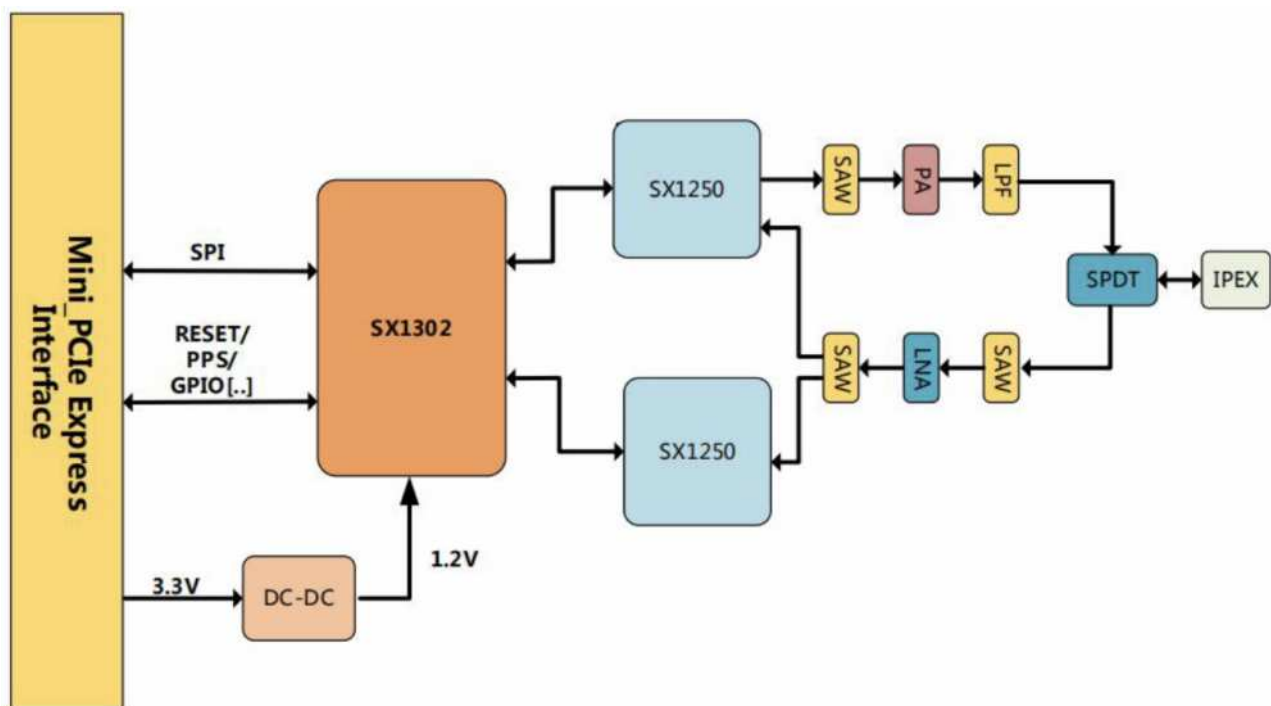 Mini_PCIe Express
Interface
SPI
RESET/
PPS/
GPIO[..]
3.3V
DC-DC
1.2V
SX1302
SX1250
SX1250
SAW
PA
LPF
SPDT
IPEX
SAW
LNA
SAW